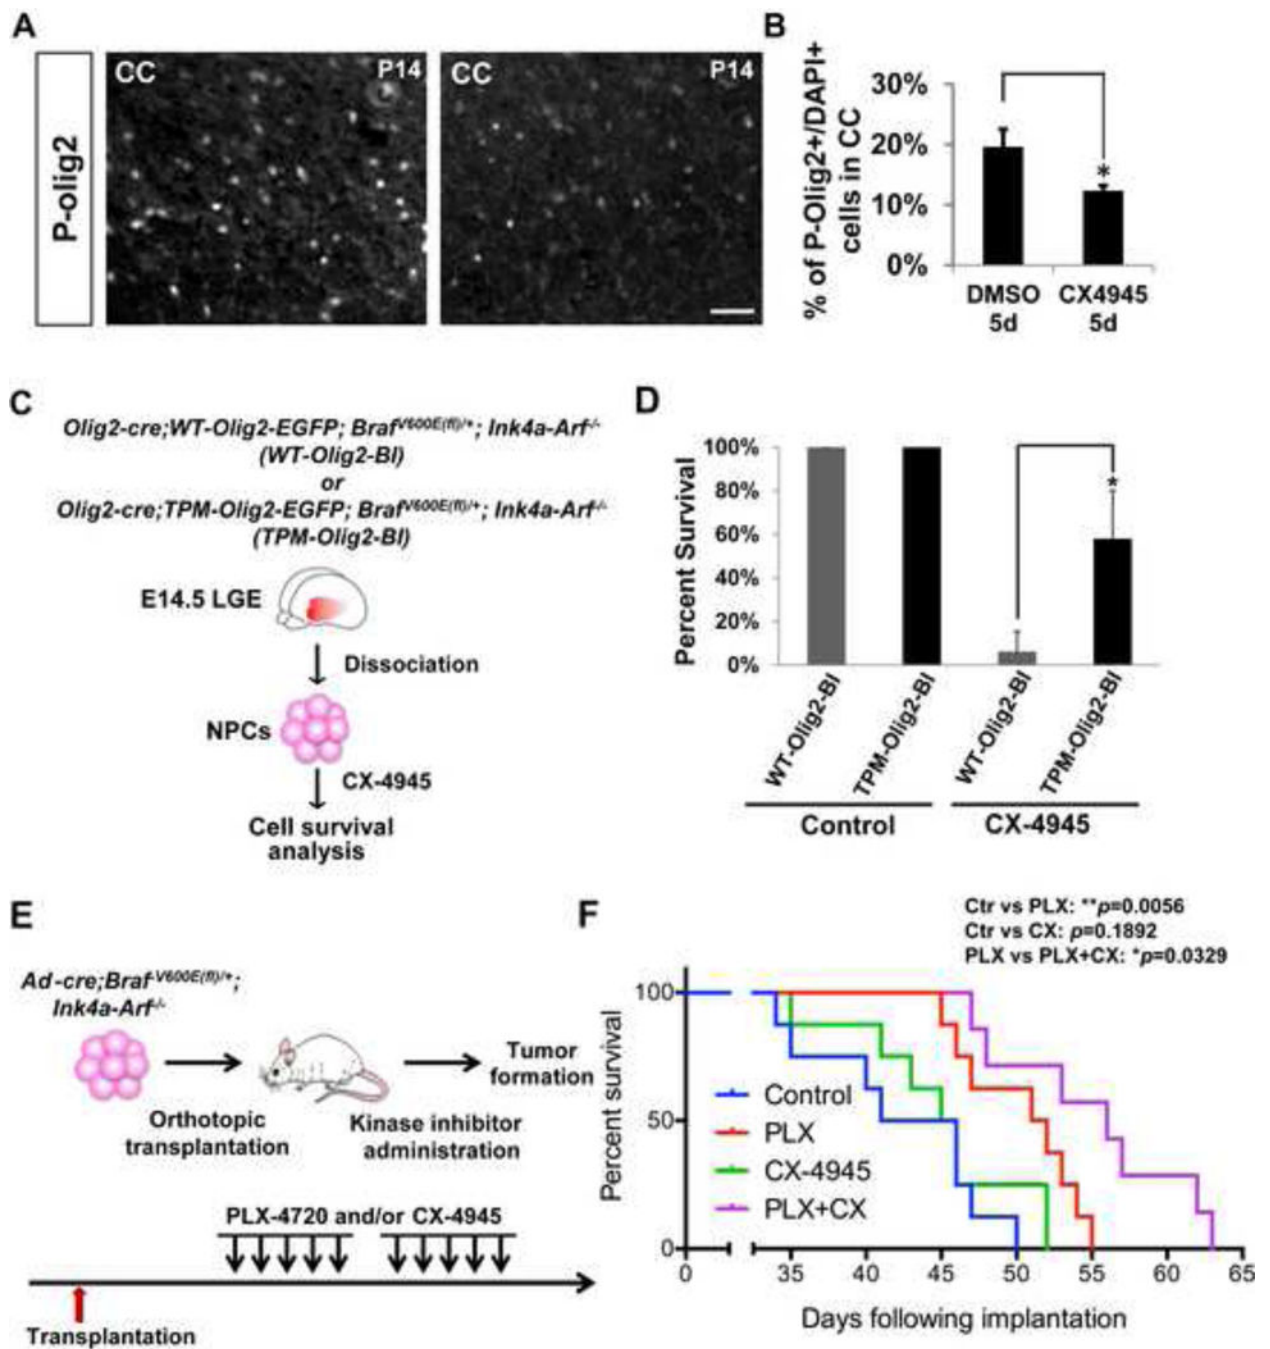 A
P-olig2
CC
P14
CC
P14
B
% of P-Olig2+/DAPI+
cells in CC
30%
20%
10%
0%
*
DMSO
5d
CX4945
5d
C
Olig2-cre;WT-Olig2-EGFP; Braf^V600E(fl)/+; Ink4a-Arf-/-
(WT-Olig2-BI)
or
Olig2-cre;TPM-Olig2-EGFP; Braf^V600E(fl)/+; Ink4a-Arf-/-
(TPM-Olig2-BI)
E14.5 LGE
Dissociation
NPCs
CX-4945
Cell survival
analysis
D
Percent Survival
100%
80%
60%
40%
20%
0%
*
WT-Olig2-BI
TPM-Olig2-BI
WT-Olig2-BI
TPM-Olig2-BI
Control
CX-4945
E
Ad-cre;Braf^V600E(fl)/+;
Ink4a-Arf-/-
Orthotopic
transplantation
Kinase inhibitor
administration
Tumor
formation
PLX-4720 and/or CX-4945
Transplantation
F
Ctr vs PLX: **p=0.0056
Ctr vs CX: p=0.1892
PLX vs PLX+CX: *p=0.0329
Percent survival
100
50
0
Control
PLX
CX-4945
PLX+CX
0
35
40
45
50
55
60
65
Days following implantation